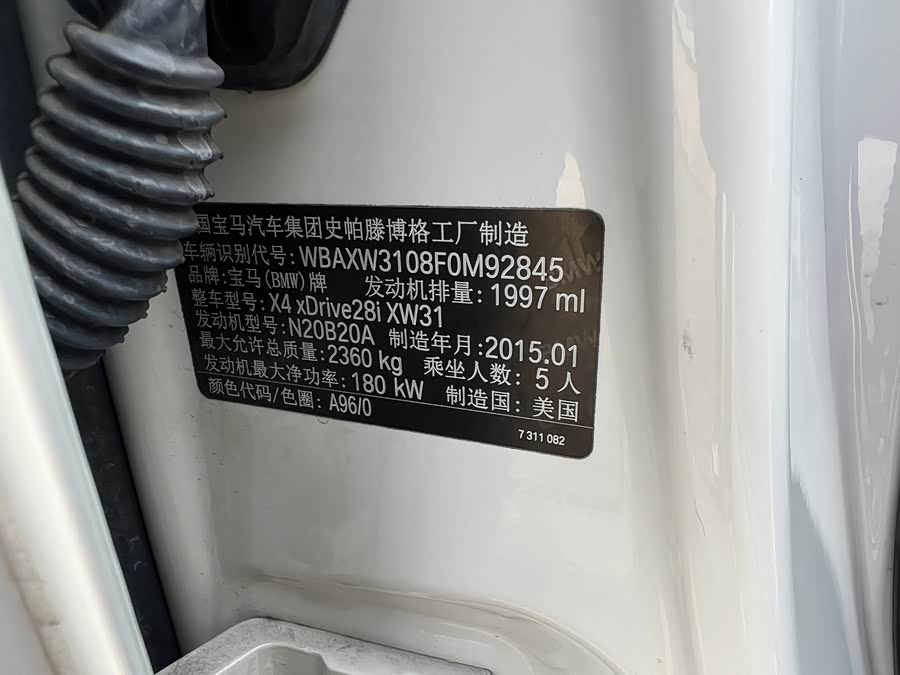 国宝马汽车集团史帕滕博格工厂制造
车辆识别代号: WBAXW3108F0M92845
品牌: 宝马(BMW)牌 发动机排量: 1997 ml
整车型号: X4 xDrive28i XW31
发动机型号: N20B20A 制造年月: 2015.01
最大允许总质量: 2360 kg 乘坐人数: 5 人
发动机最大净功率: 180 kW 制造国: 美国
颜色代码/色圈: A96/0
7 311 082